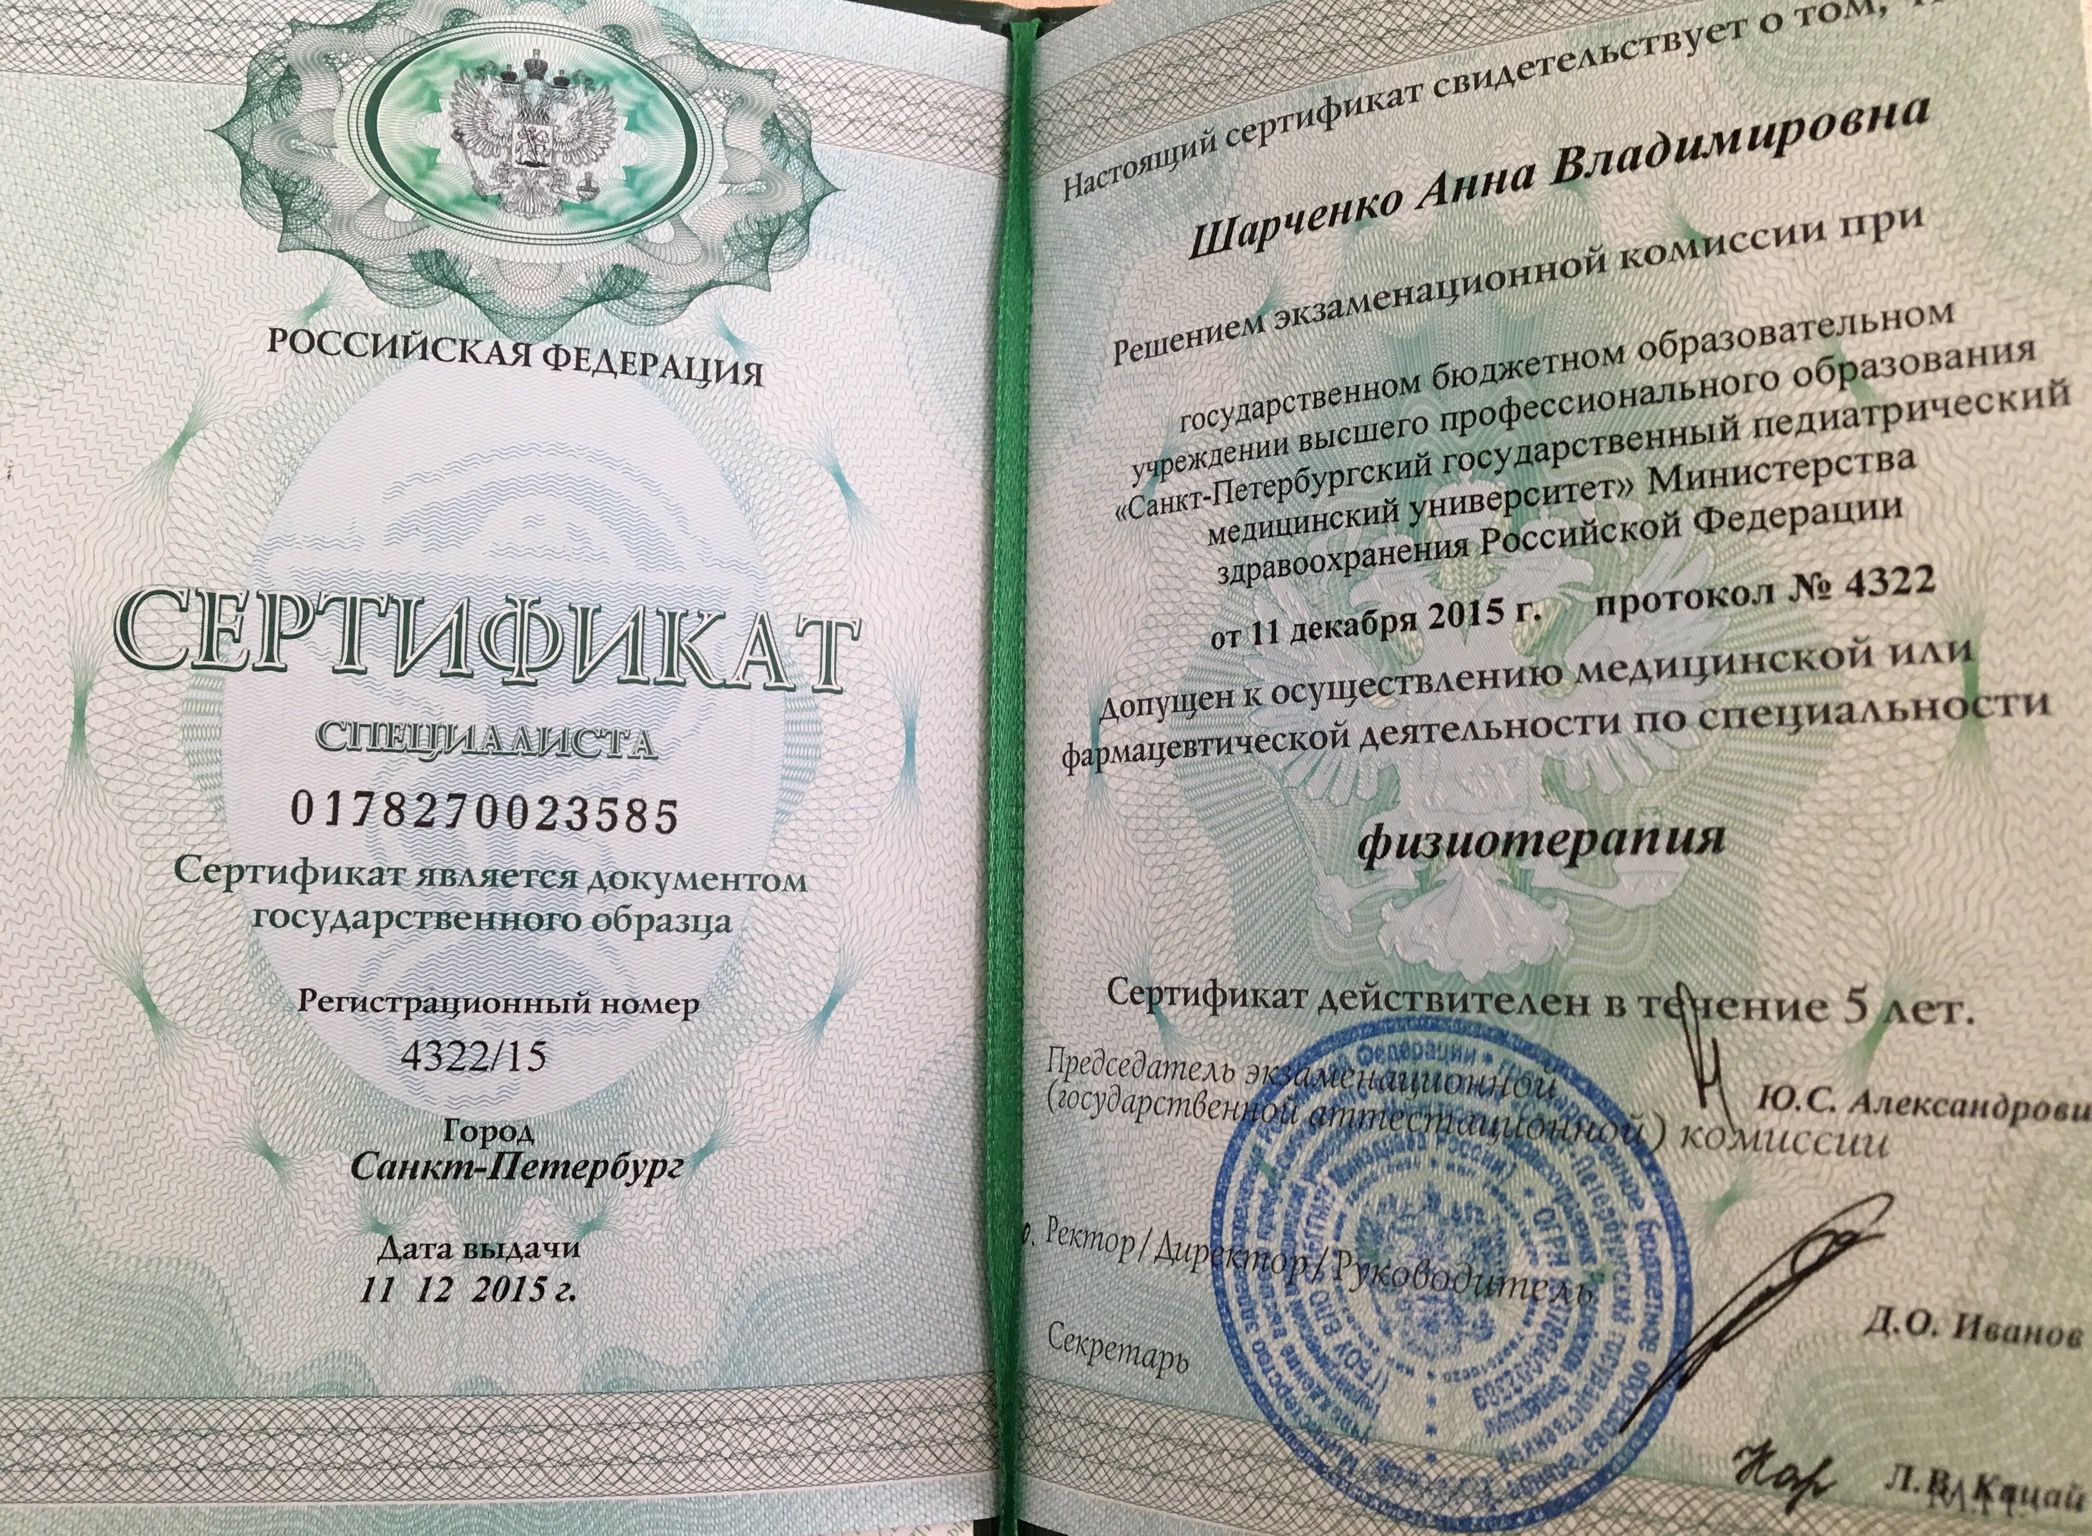 РОССИЙСКАЯ ФЕДЕРАЦИЯ
СЕРТИФИКАТ
СПЕЦИАЛИСТА
0178270023585
Сертификат является документом
государственного образца
Регистрационный номер
4322/15
Город
Санкт-Петербург
Дата выдачи
11 12 2015 г.
Настоящий сертификат свидетельствует о том,
Шарченко Анна Владимировна
Решением экзаменационной комиссии при
государственном бюджетном образовательном
учреждении высшего профессионального образования
«Санкт-Петербургский государственный педиатрический
медицинский университет» Министерства
здравоохранения Российской Федерации
от 11 декабря 2015 г. протокол № 4322
допущен к осуществлению медицинской или
фармацевтической деятельности по специальности
физиотерапия
Сертификат действителен в течение 5 лет.
Председатель экзаменационной
(государственной аттестационной) комиссии
Ю.С. Александрови
Ректор/Директор/Руководитель
Д.О. Иванов
Секретарь
Л.В. Кацай